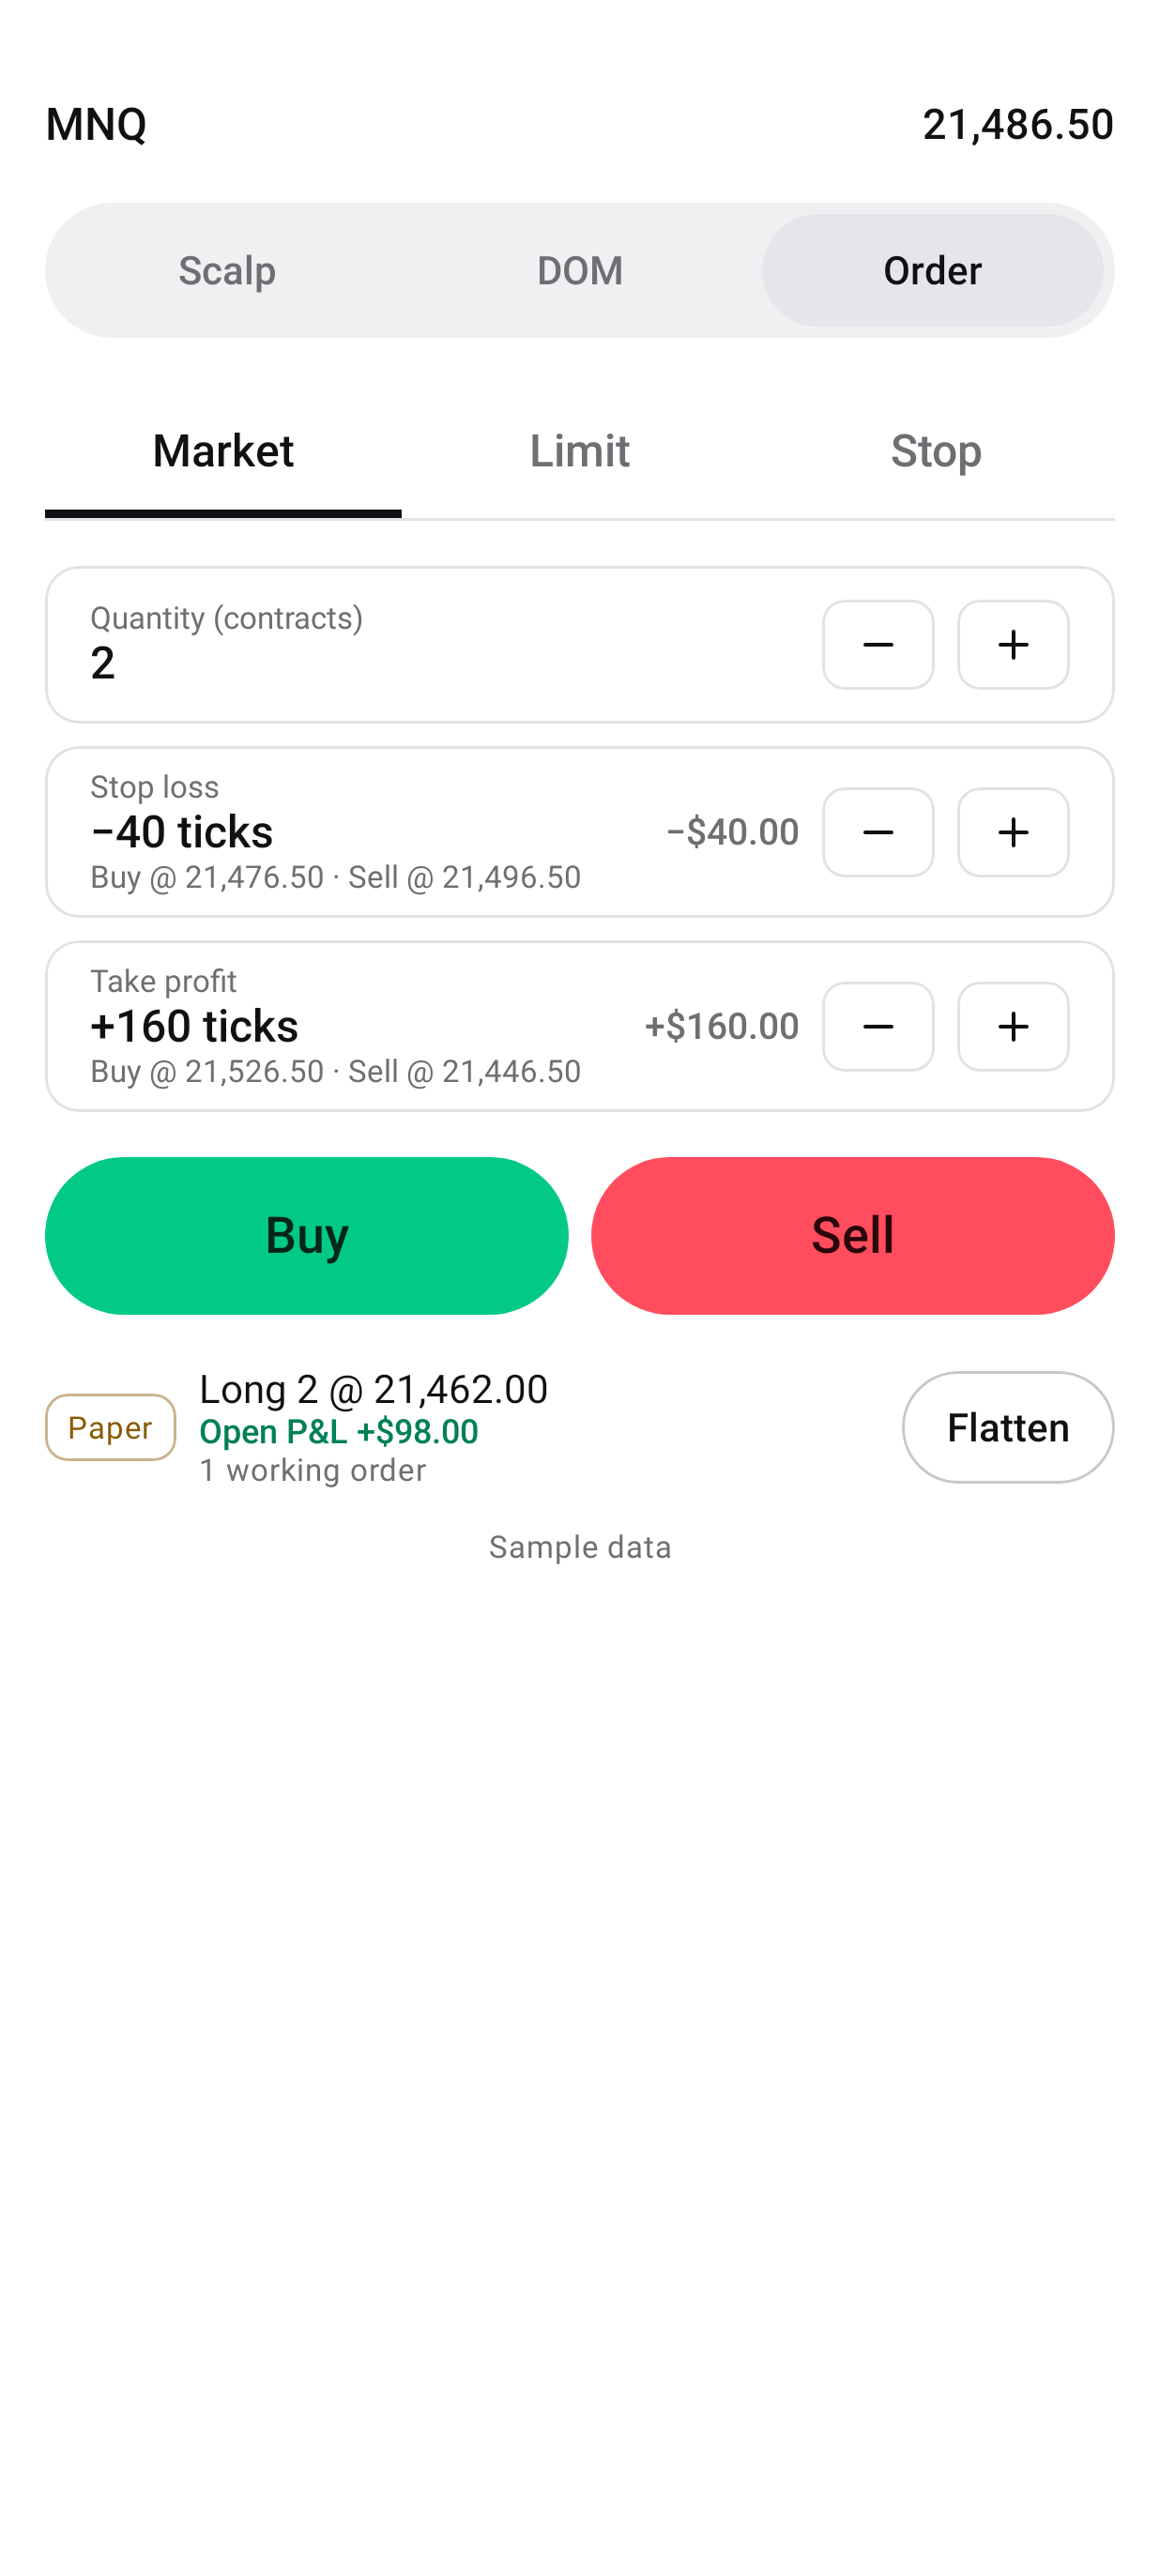 MNQ 21,486.50
Scalp DOM Order
Market Limit Stop
Quantity (contracts)
2
Stop loss
−40 ticks −$40.00
Buy @ 21,476.50 · Sell @ 21,496.50
Take profit
+160 ticks +$160.00
Buy @ 21,526.50 · Sell @ 21,446.50
Buy Sell
Long 2 @ 21,462.00
Paper Open P&L +$98.00 Flatten
1 working order
Sample data